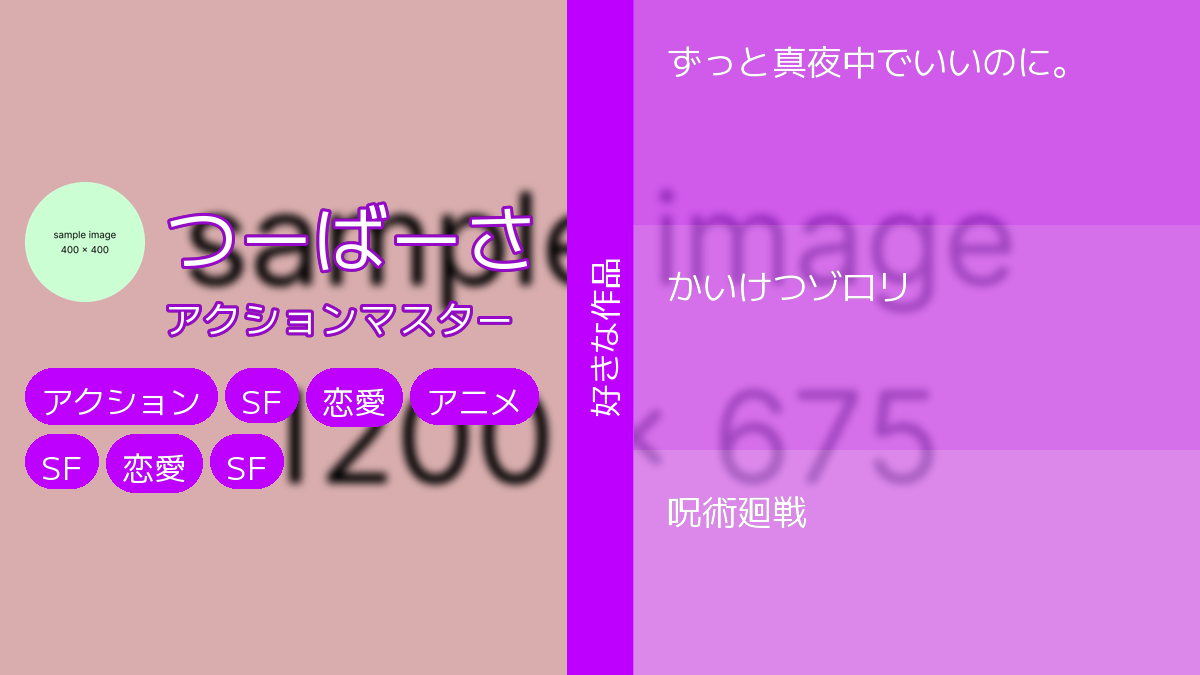 sample image
400 × 400
つーばーさ
アクションマスター
アクション SF 恋愛 アニメ
SF 恋愛 SF
sample image
1200 × 675
好きな作品
ずっと真夜中でいいのに。
かいけつゾロリ
呪術廻戦